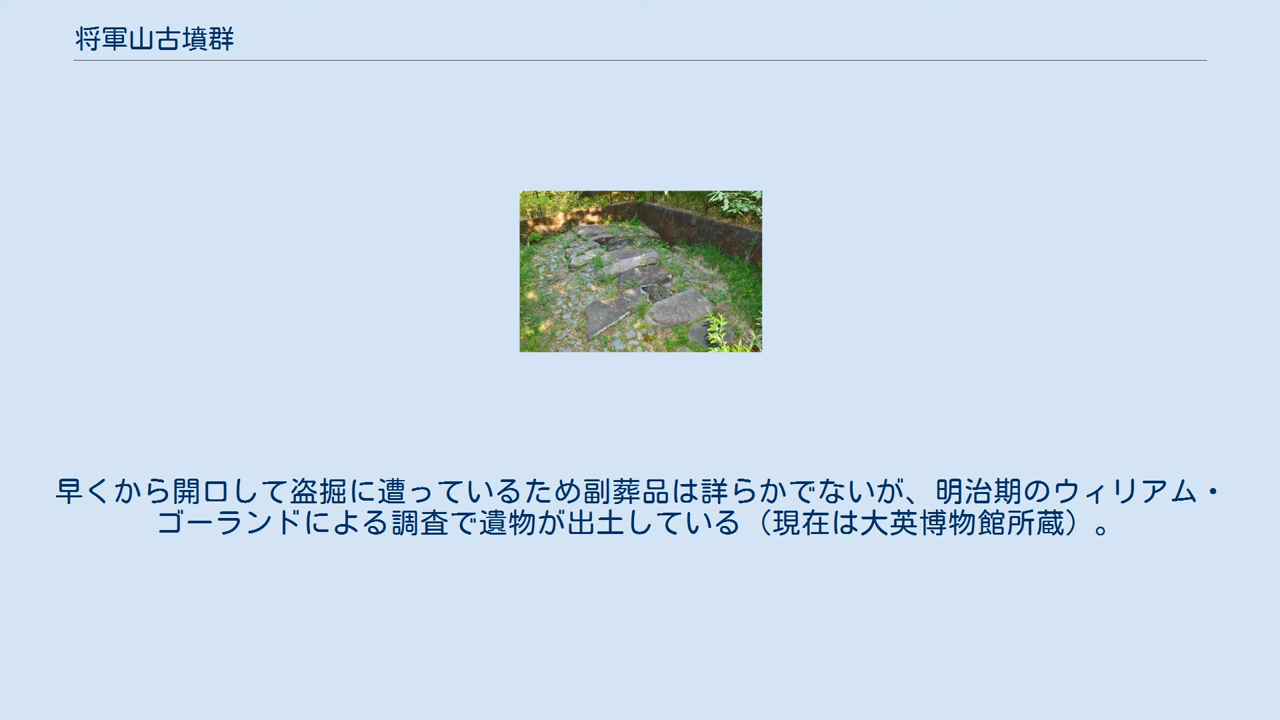 将軍山古墳群
早くから開口して盗掘に遭っているため副葬品は詳らかでないが、明治期のウィリアム・
ゴーランドによる調査で遺物が出土している（現在は大英博物館所蔵）。